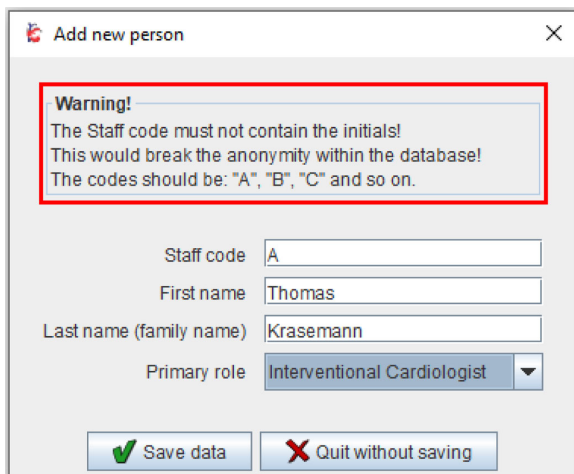 Add new person
Warning!
The Staff code must not contain the initials!
This would break the anonymity within the database!
The codes should be: "A", "B", "C" and so on.
Staff code A
First name Thomas
Last name (family name) Krasemann
Primary role Interventional Cardiologist
Save data Quit without saving